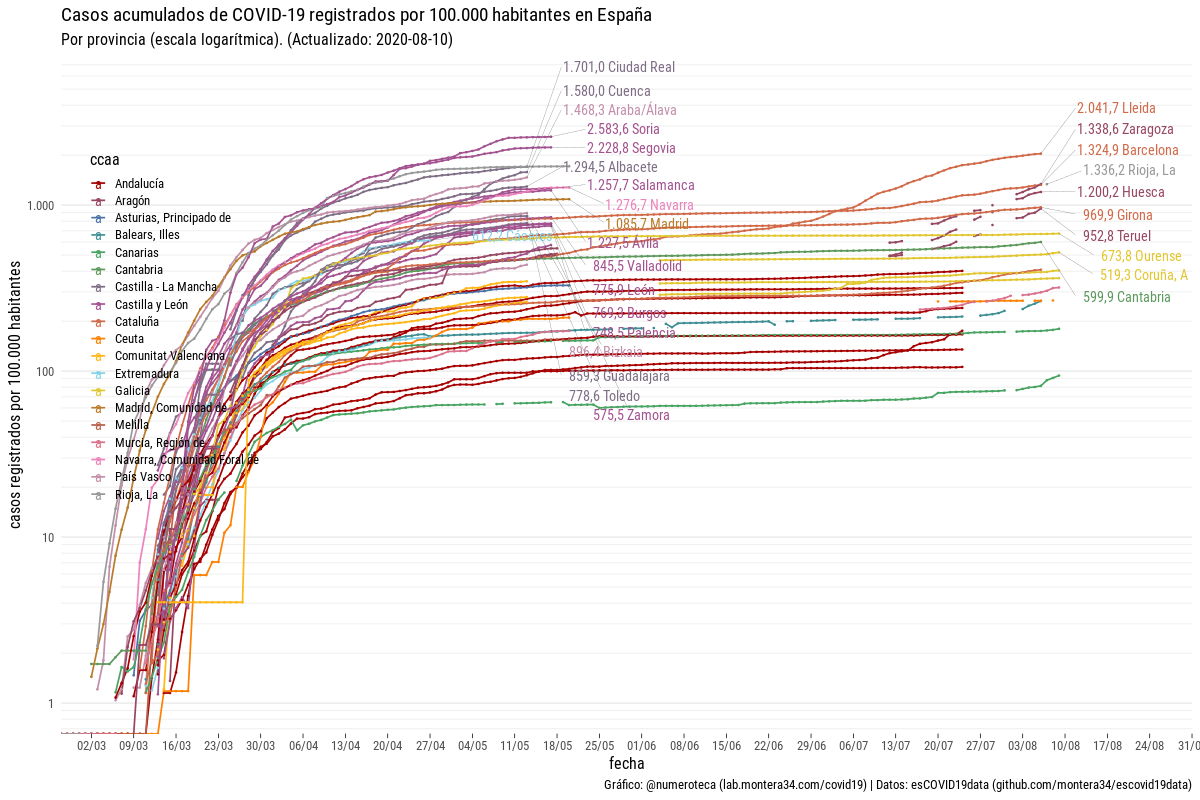 Casos acumulados de COVID-19 registrados por 100.000 habitantes en España
Por provincia (escala logarítmica). (Actualizado: 2020-08-10)
casos registrados por 100.000 habitantes
1.000
100
10
1
ccaa
Andalucía
Aragón
Asturias, Principado de
Balears, Illes
Canarias
Cantabria
Castilla - La Mancha
Castilla y León
Cataluña
Ceuta
Comunitat Valenciana
Extremadura
Galicia
Madrid, Comunidad de
Melilla
Murcia, Región de
Navarra, Comunidad Foral de
País Vasco
Rioja, La
1.701,0 Ciudad Real
1.580,0 Cuenca
1.468,3 Araba/Álava
2.583,6 Soria
2.228,8 Segovia
1.294,5 Albacete
1.257,7 Salamanca
1.276,7 Navarra
1.085,7 Madrid
1.227,5 Ávila
845,5 Valladolid
775,9 León
769,3 Burgos
748,5 Palencia
896,4 Bizkaia
859,3 Guadalajara
778,6 Toledo
575,5 Zamora
2.041,7 Lleida
1.338,6 Zaragoza
1.324,9 Barcelona
1.336,2 Rioja, La
1.200,2 Huesca
969,9 Girona
952,8 Teruel
673,8 Ourense
519,3 Coruña, A
599,9 Cantabria
02/03 09/03 16/03 23/03 30/03 06/04 13/04 20/04 27/04 04/05 11/05 18/05 25/05 01/06 08/06 15/06 22/06 29/06 06/07 13/07 20/07 27/07 03/08 10/08 17/08 24/08 31/0
fecha
Gráfico: @numeroteca (lab.montera34.com/covid19) | Datos: esCOVID19data (github.com/montera34/escovid19data)